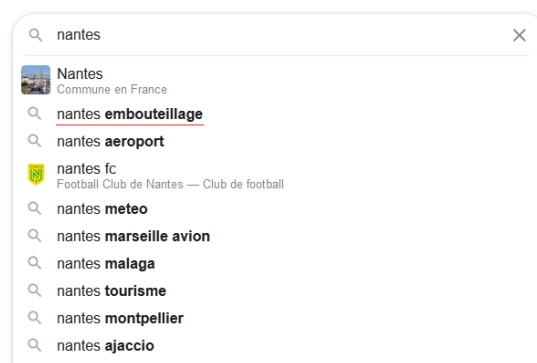 nantes
Nantes
Commune en France
nantes embouteillage
nantes aeroport
nantes fc
Football Club de Nantes — Club de football
nantes meteo
nantes marseille avion
nantes malaga
nantes tourisme
nantes montpellier
nantes ajaccio